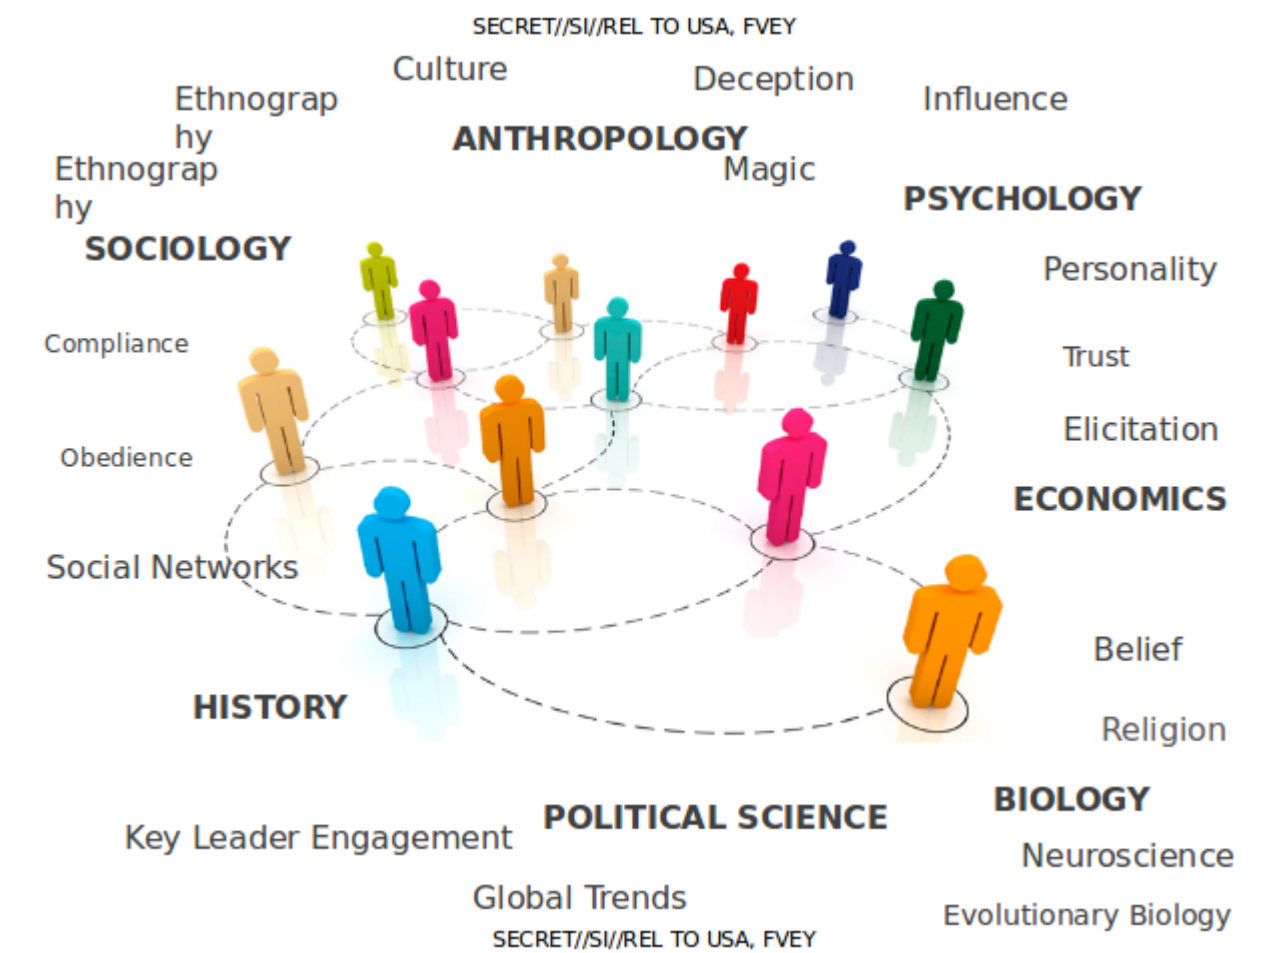 SECRET//SI//REL TO USA, FVEY
Culture
Deception
Influence
Ethnograp
hy
ANTHROPOLOGY
Magic
Ethnograp
hy
PSYCHOLOGY
SOCIOLOGY
Personality
Compliance
Trust
Elicitation
Obedience
ECONOMICS
Social Networks
Belief
HISTORY
Religion
BIOLOGY
POLITICAL SCIENCE
Key Leader Engagement
Neuroscience
Global Trends
Evolutionary Biology
SECRET//SI//REL TO USA, FVEY